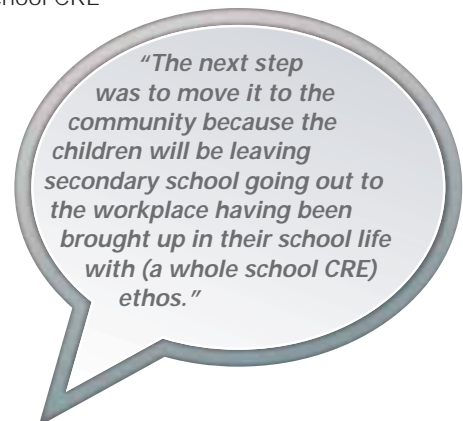 school CRE
"The next step
was to move it to the
community because the
children will be leaving
secondary school going out to
the workplace having been
brought up in their school life
with (a whole school CRE)
ethos."